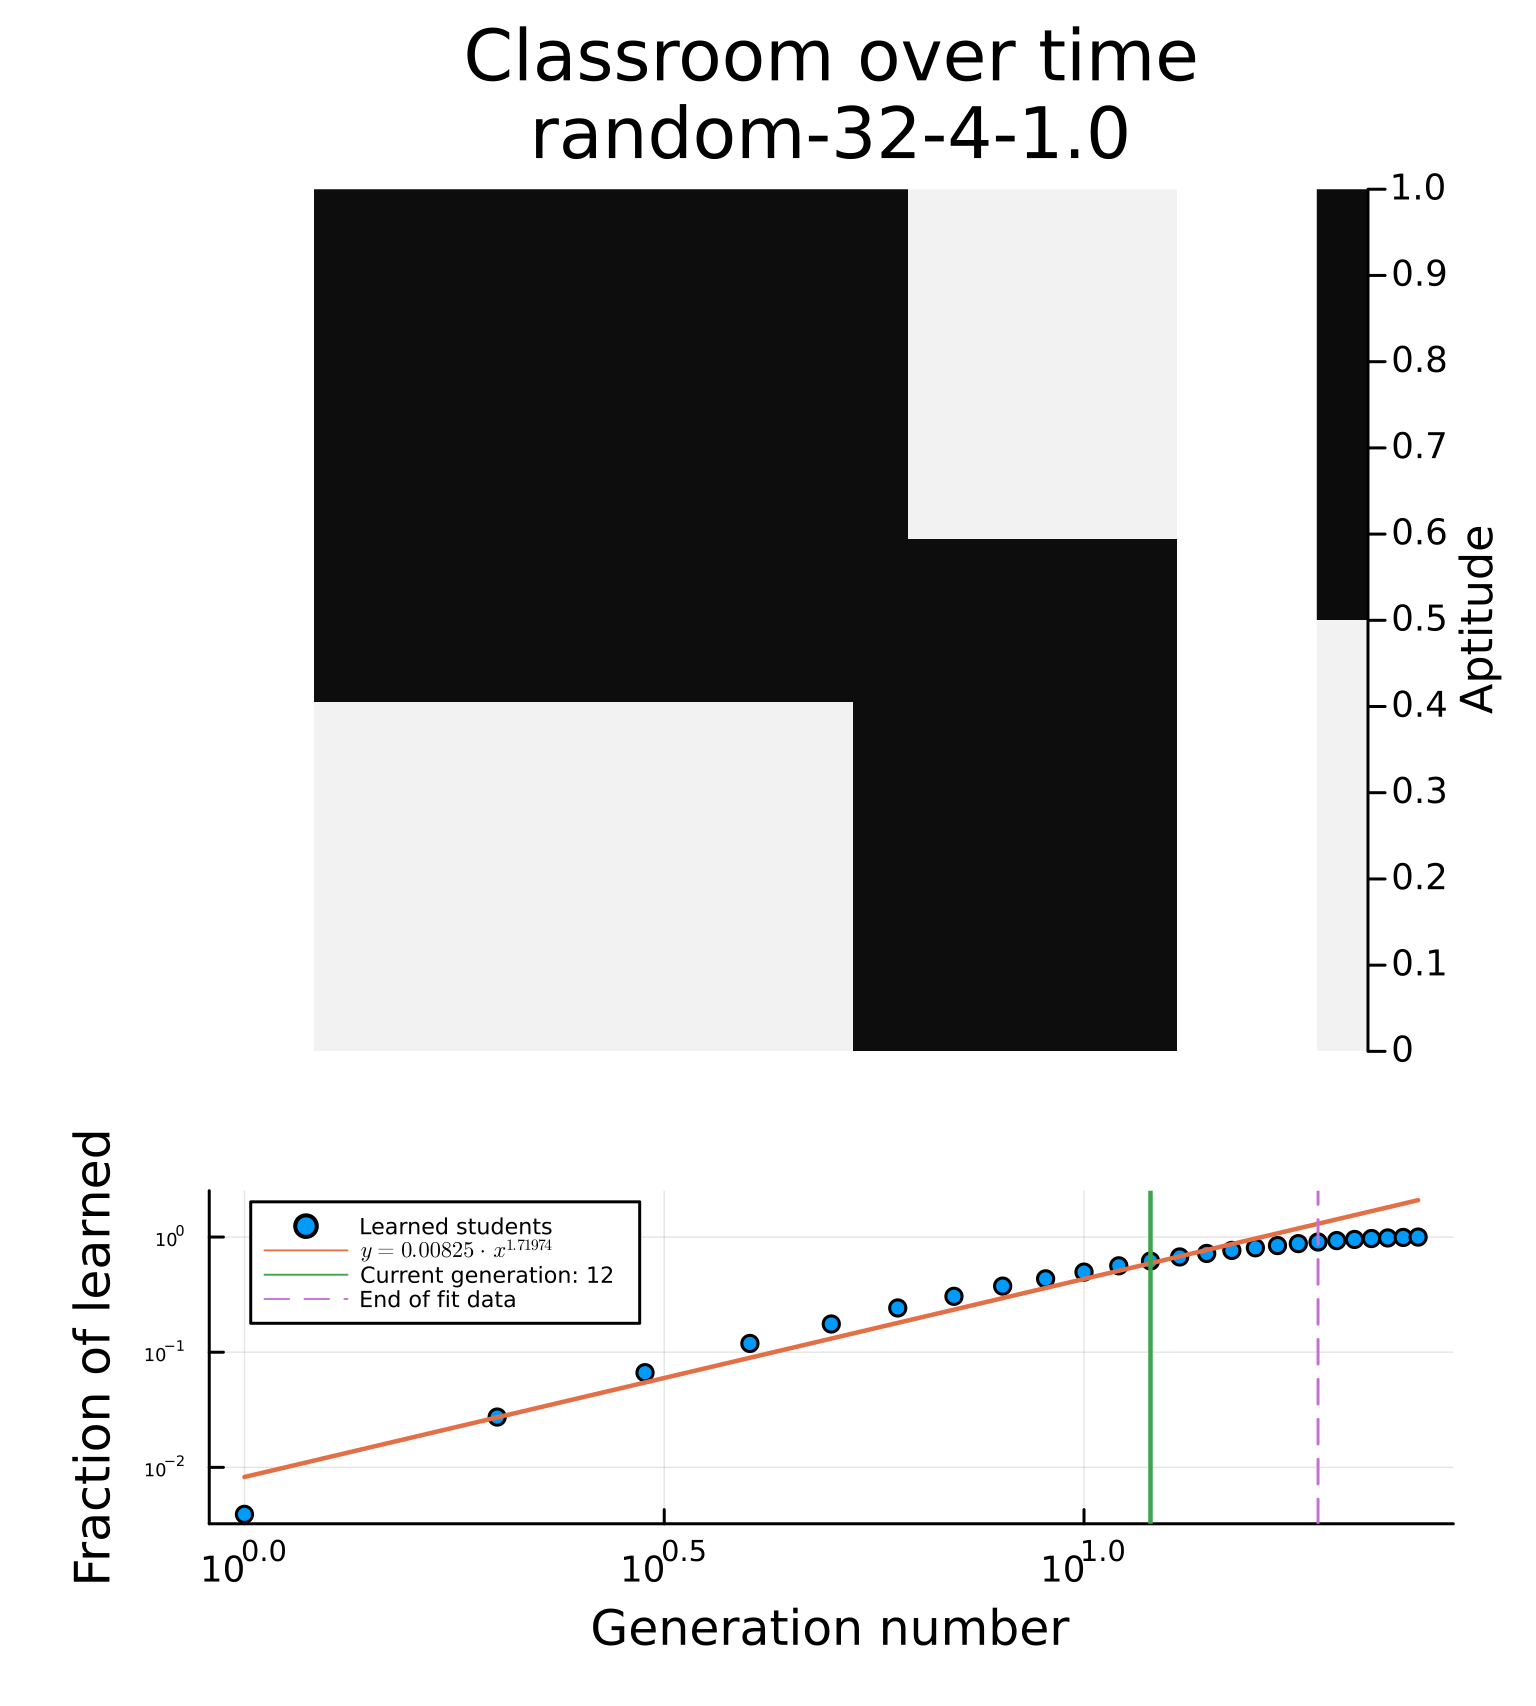 Classroom over time
random-32-4-1.0
1.0
0.9
0.8
0.7
0.6
0.5
0.4
0.3
0.2
0.1
0
Aptitude
Fraction of learned
10⁰
10⁻¹
10⁻²
Learned students
y = 0.00825 · x^1.71974
Current generation: 12
End of fit data
10^0.0
10^0.5
10^1.0
Generation number